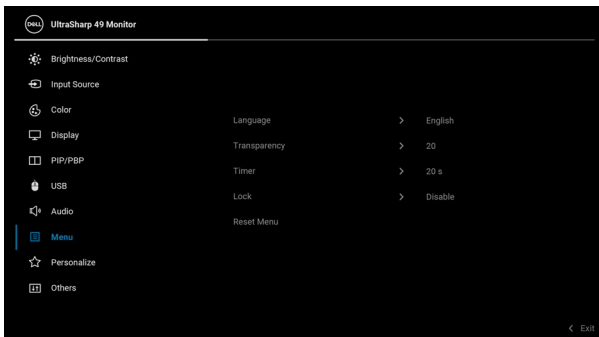 DELL UltraSharp 49 Monitor
Brightness/Contrast
Input Source
Color
Display
PIP/PBP
USB
Audio
Menu
Personalize
Others
Language > English
Transparency > 20
Timer > 20 s
Lock > Disable
Reset Menu
< Exit